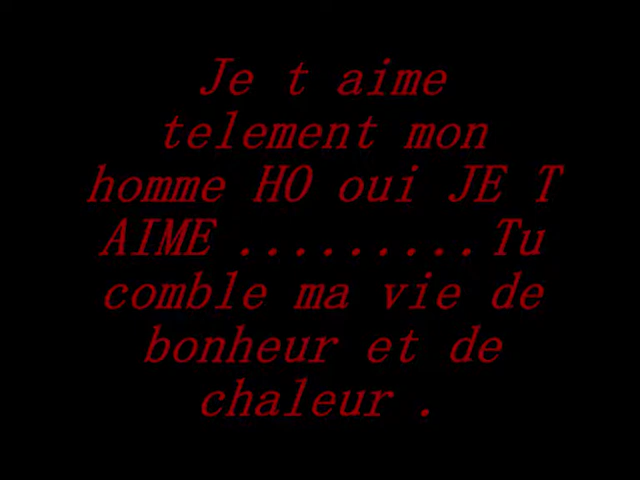 Je t aime
telement mon
homme HO oui JE T
AIME .........Tu
comble ma vie de
bonheur et de
chaleur .